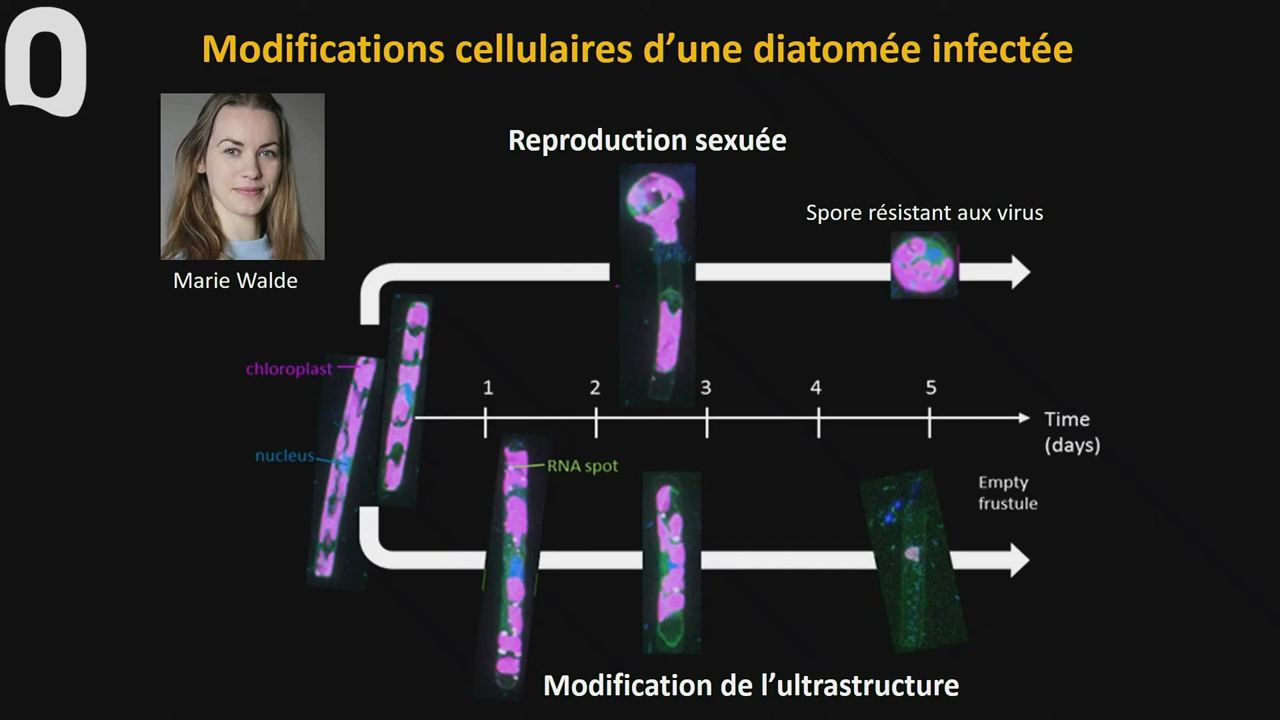 Modifications cellulaires d’une diatomée infectée
Reproduction sexuée
Spore résistant aux virus
Marie Walde
chloroplast
nucleus
1 2 3 4 5
Time
(days)
RNA spot
Empty
frustule
Modification de l’ultrastructure